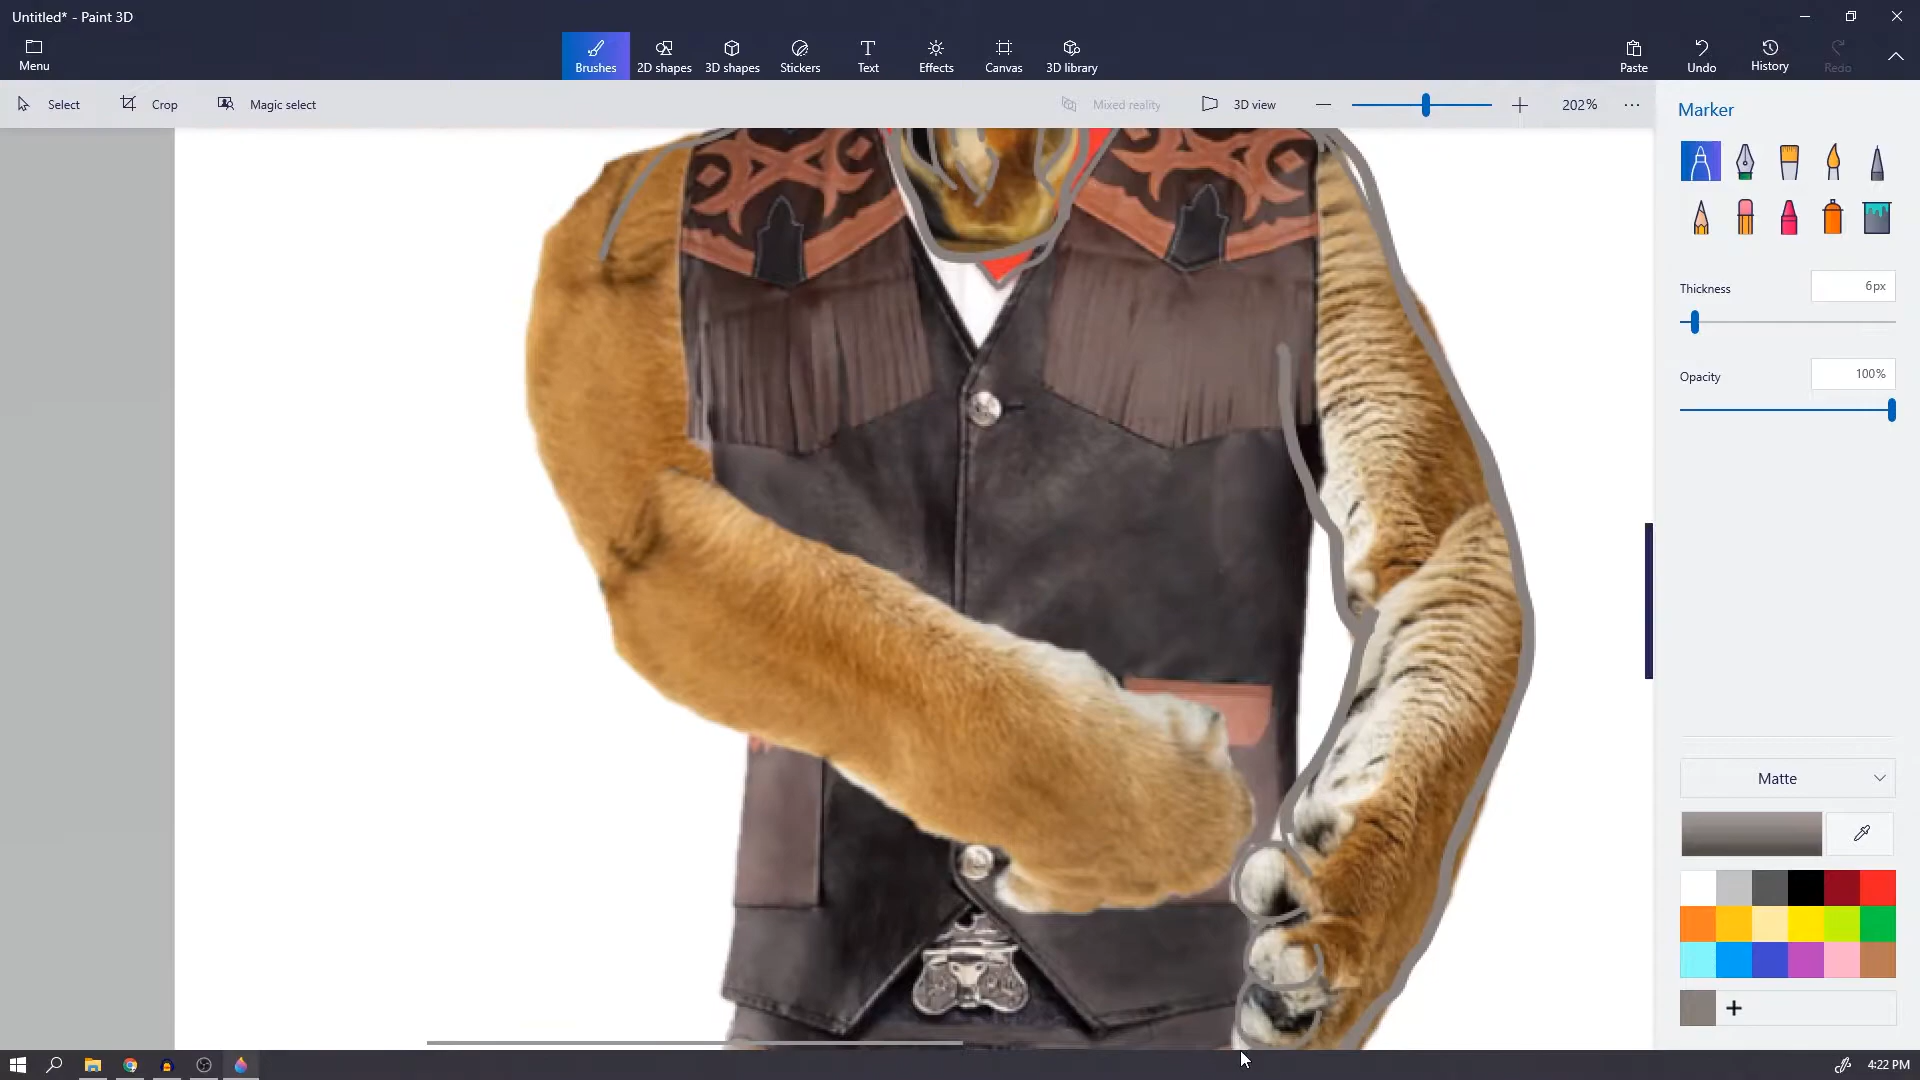 Untitled* - Paint 3D
Menu
Brushes
2D shapes
3D shapes
Stickers
Text
Effects
Canvas
3D library
Paste
Undo
History
Redo
Select
Crop
Magic select
Mixed reality
3D view
202%
Marker
Thickness
6px
Opacity
100%
Matte
4:22 PM